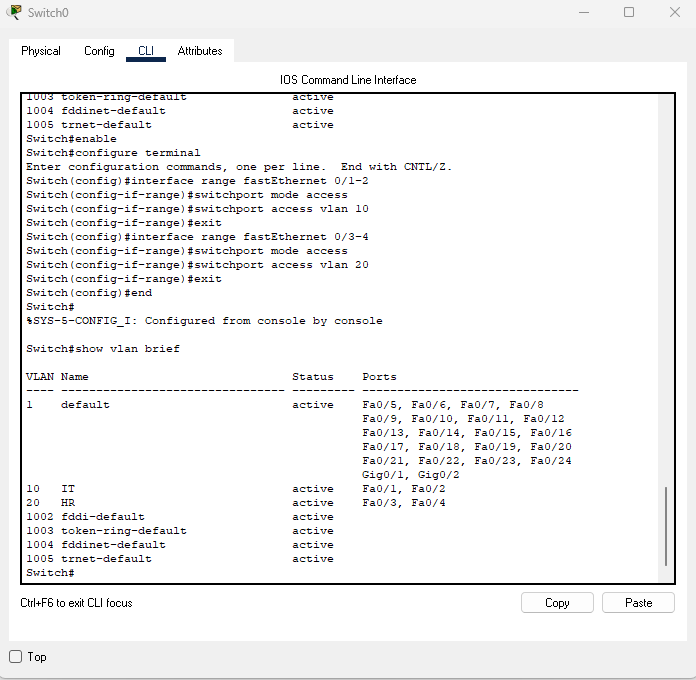 Switch0
Physical Config CLI Attributes
IOS Command Line Interface
1003 token-ring-default active
1004 fddinet-default active
1005 trnet-default active
Switch#enable
Switch#configure terminal
Enter configuration commands, one per line. End with CNTL/Z.
Switch(config)#interface range fastEthernet 0/1-2
Switch(config-if-range)#switchport mode access
Switch(config-if-range)#switchport access vlan 10
Switch(config-if-range)#exit
Switch(config)#interface range fastEthernet 0/3-4
Switch(config-if-range)#switchport mode access
Switch(config-if-range)#switchport access vlan 20
Switch(config-if-range)#exit
Switch(config)#end
Switch#
%SYS-5-CONFIG_I: Configured from console by console
Switch#show vlan brief
VLAN Name Status Ports
---- -------------------------------- --------- -------------------------------
1 default active Fa0/5, Fa0/6, Fa0/7, Fa0/8
Fa0/9, Fa0/10, Fa0/11, Fa0/12
Fa0/13, Fa0/14, Fa0/15, Fa0/16
Fa0/17, Fa0/18, Fa0/19, Fa0/20
Fa0/21, Fa0/22, Fa0/23, Fa0/24
Gig0/1, Gig0/2
10 IT active Fa0/1, Fa0/2
20 HR active Fa0/3, Fa0/4
1002 fddi-default active
1003 token-ring-default active
1004 fddinet-default active
1005 trnet-default active
Switch#
Ctrl+F6 to exit CLI focus Copy Paste
Top